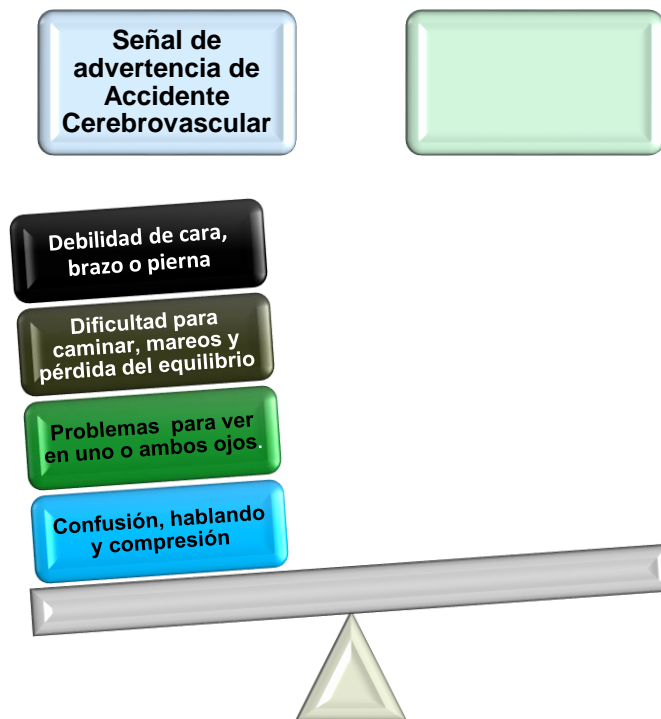 Señal de
advertencia de
Accidente
Cerebrovascular
Debilidad de cara,
brazo o pierna
Dificultad para
caminar, mareos y
pérdida del equilibrio
Problemas para ver
en uno o ambos ojos.
Confusión, hablando
y compresión